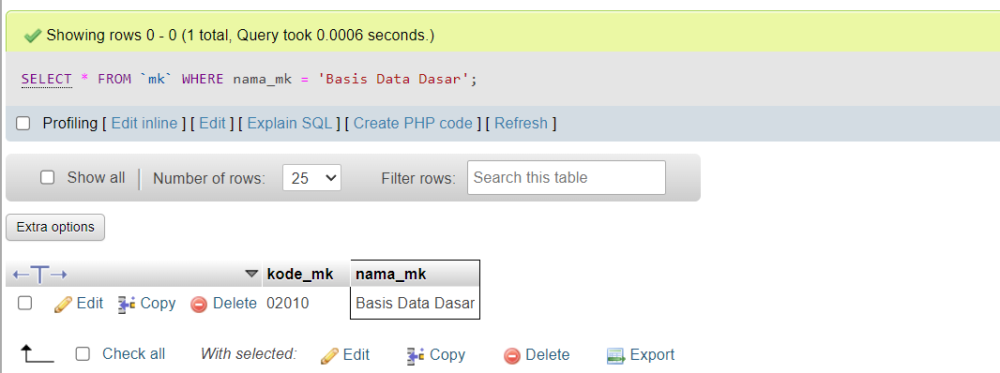 Showing rows 0 - 0 (1 total, Query took 0.0006 seconds.)
SELECT * FROM `mk` WHERE nama_mk = 'Basis Data Dasar';
Profiling [ Edit inline ] [ Edit ] [ Explain SQL ] [ Create PHP code ] [ Refresh ]
Show all Number of rows: 25 Filter rows: Search this table
Extra options
kode_mk nama_mk
Edit Copy Delete 02010 Basis Data Dasar
Check all With selected: Edit Copy Delete Export